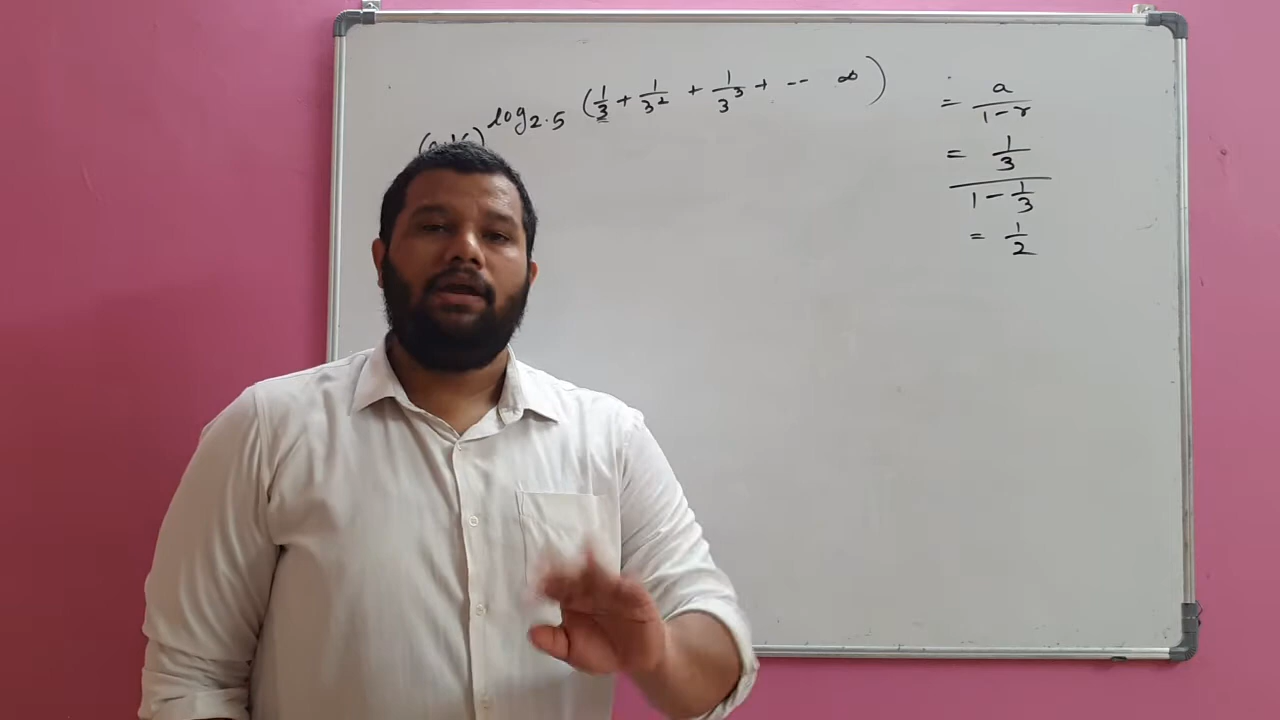 log2.5 (1/3 + 1/3² + 1/3³ + -- ∞)
= a/(1-r)
= 1/3 / (1 - 1/3)
= 1/2